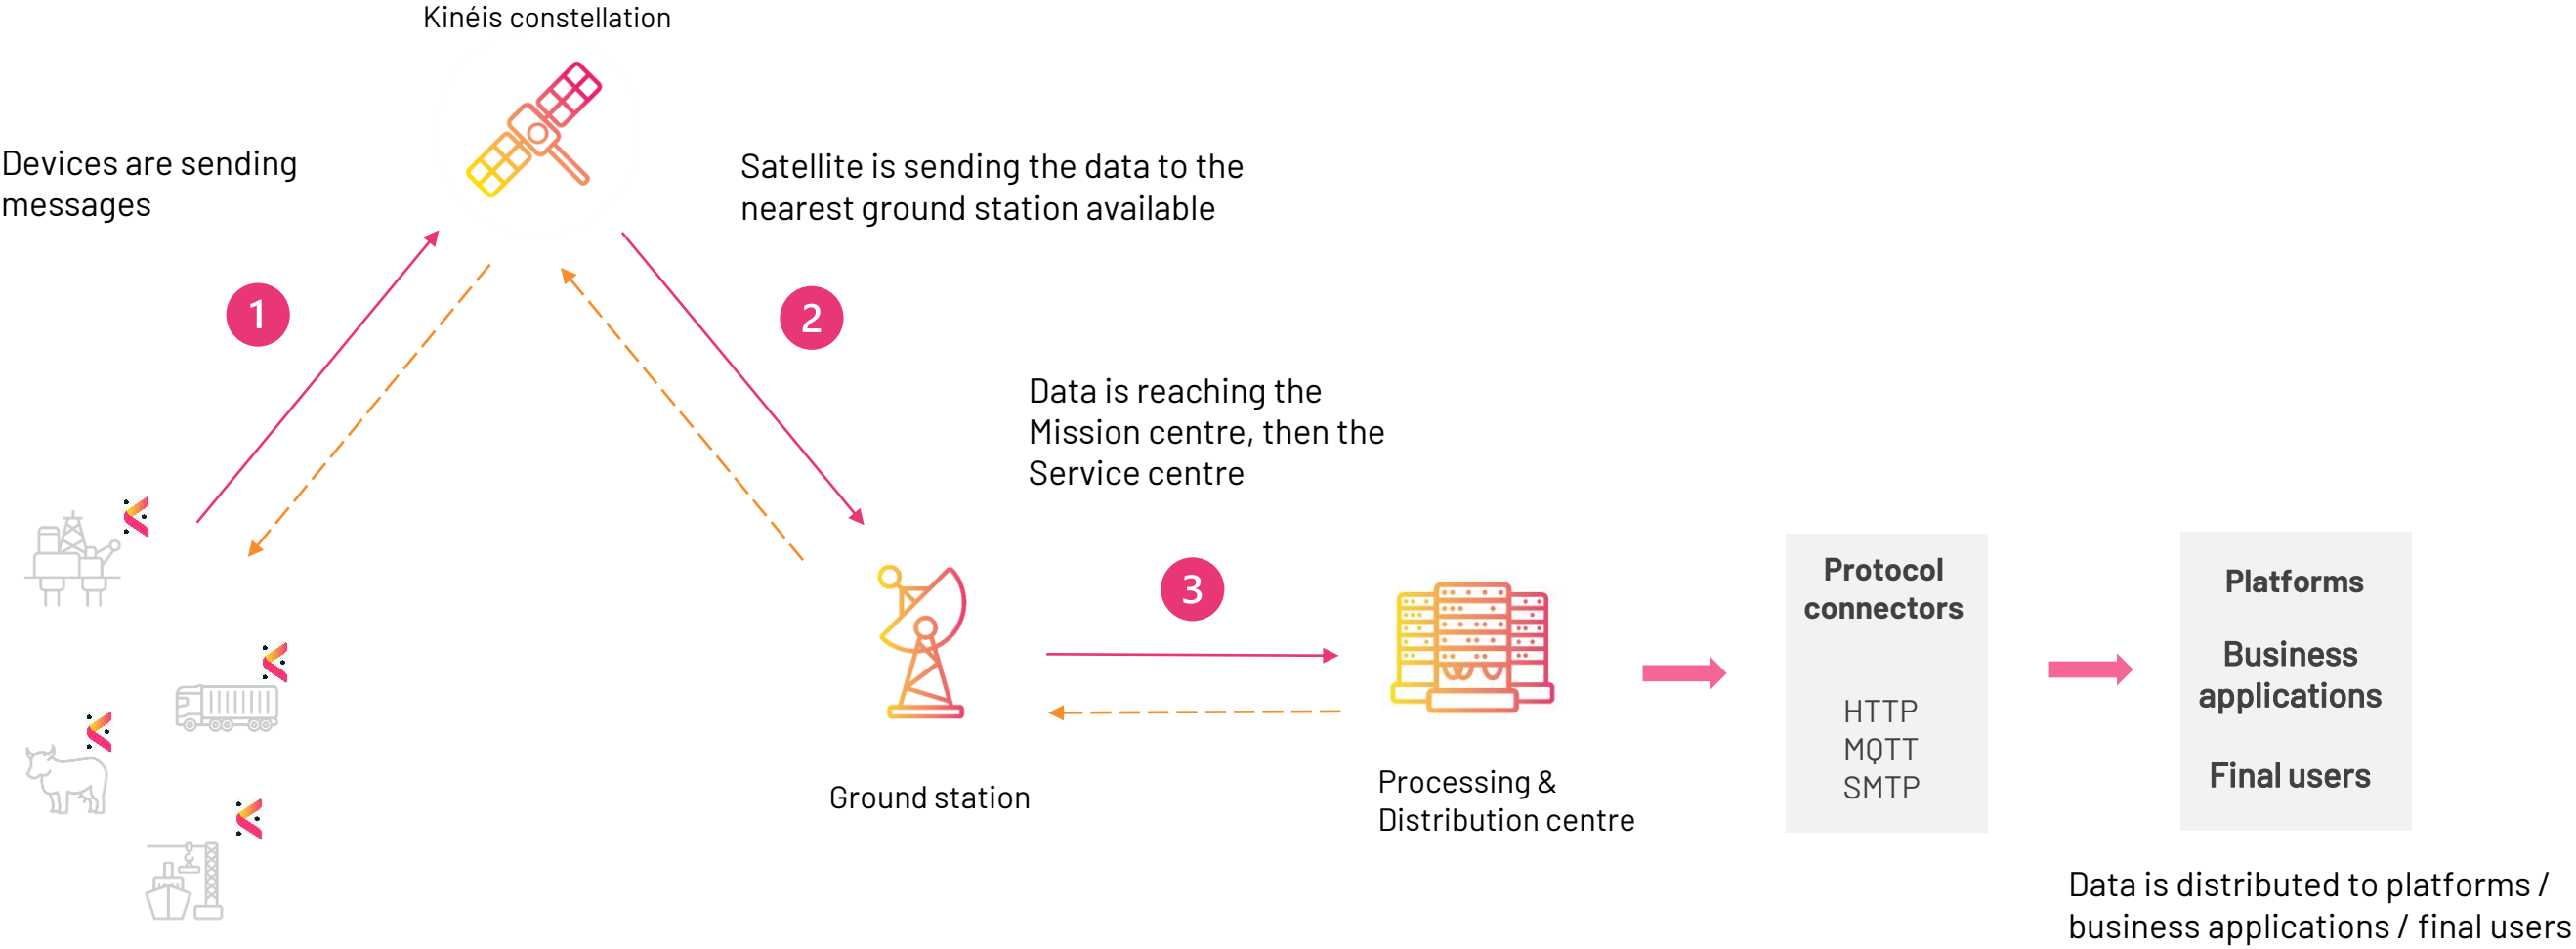 Kinéis constellation
Devices are sending
messages
Satellite is sending the data to the
nearest ground station available
1
2
Data is reaching the
Mission centre, then the
Service centre
3
Ground station
Processing &
Distribution centre
Protocol
connectors
HTTP
MQTT
SMTP
Platforms
Business
applications
Final users
Data is distributed to platforms /
business applications / final users